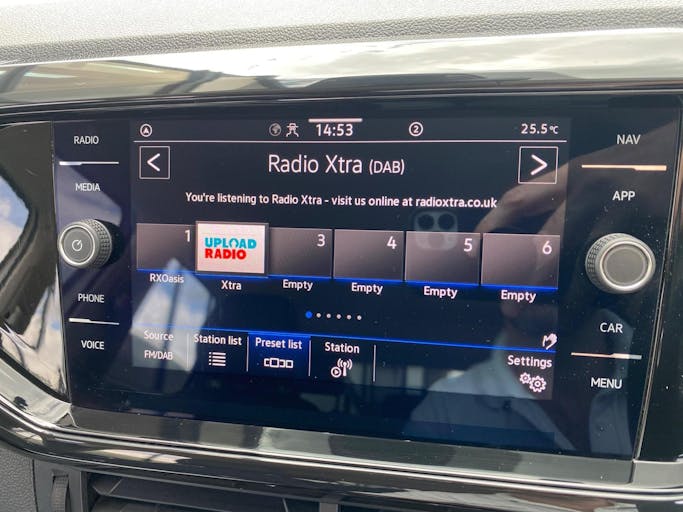 RADIO
MEDIA
PHONE
VOICE
14:53
2
25.5°C
Radio Xtra (DAB)
You're listening to Radio Xtra - visit us online at radioxtra.co.uk
1
RXOasis
UPLOAD
RADIO
Xtra
3
Empty
4
Empty
5
Empty
6
Empty
Source
FM/DAB
Station list
Preset list
Station
Settings
NAV
APP
CAR
MENU